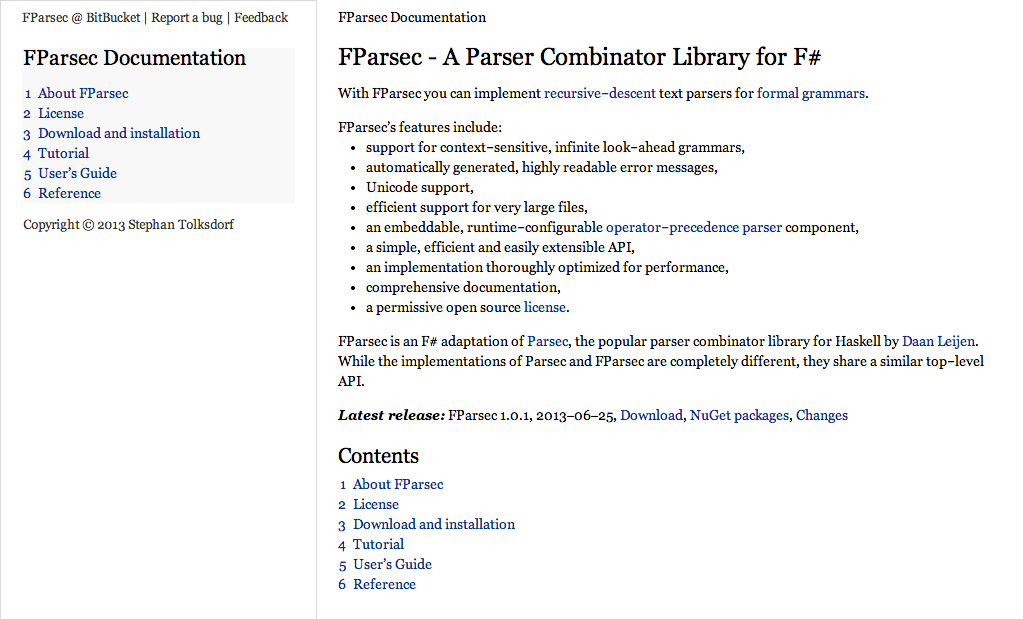 FParsec @ BitBucket | Report a bug | Feedback
FParsec Documentation
1 About FParsec
2 License
3 Download and installation
4 Tutorial
5 User’s Guide
6 Reference
Copyright © 2013 Stephan Tolksdorf
FParsec Documentation
FParsec - A Parser Combinator Library for F#
With FParsec you can implement recursive-descent text parsers for formal grammars.
FParsec’s features include:
• support for context-sensitive, infinite look-ahead grammars,
• automatically generated, highly readable error messages,
• Unicode support,
• efficient support for very large files,
• an embeddable, runtime-configurable operator-precedence parser component,
• a simple, efficient and easily extensible API,
• an implementation thoroughly optimized for performance,
• comprehensive documentation,
• a permissive open source license.
FParsec is an F# adaptation of Parsec, the popular parser combinator library for Haskell by Daan Leijen.
While the implementations of Parsec and FParsec are completely different, they share a similar top-level
API.
Latest release: FParsec 1.0.1, 2013-06-25, Download, NuGet packages, Changes
Contents
1 About FParsec
2 License
3 Download and installation
4 Tutorial
5 User’s Guide
6 Reference